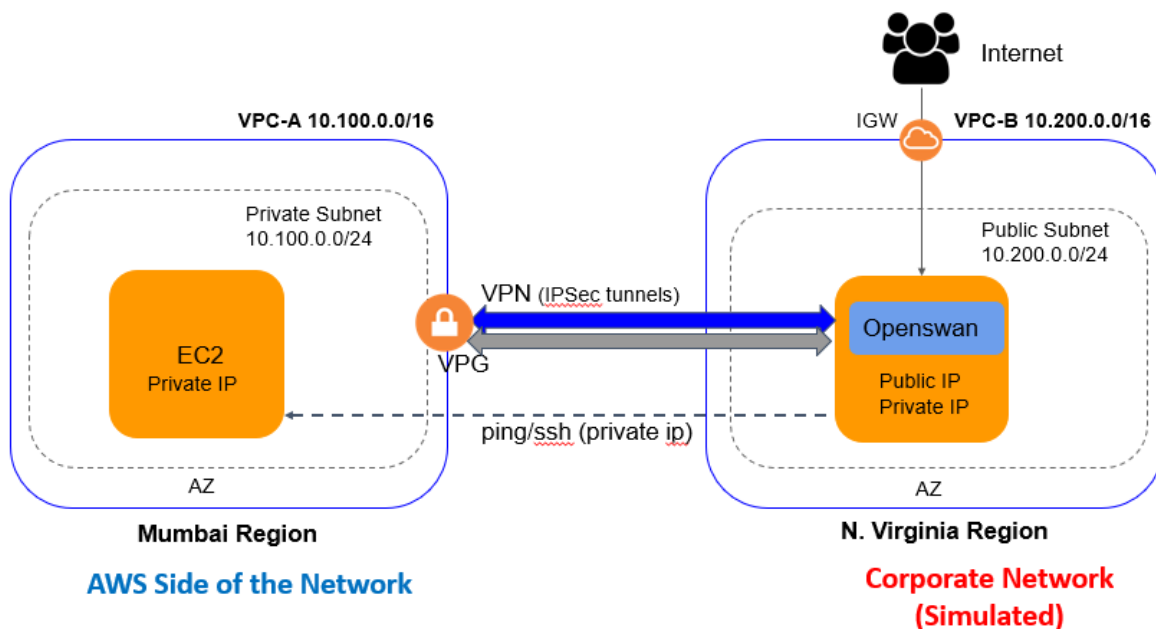 Internet
VPC-A 10.100.0.0/16
IGW
VPC-B 10.200.0.0/16
Private Subnet
10.100.0.0/24
Public Subnet
10.200.0.0/24
VPN (IPSec tunnels)
Openswan
EC2
Private IP
VPG
Public IP
Private IP
ping/ssh (private ip)
AZ
AZ
Mumbai Region
N. Virginia Region
AWS Side of the Network
Corporate Network
(Simulated)